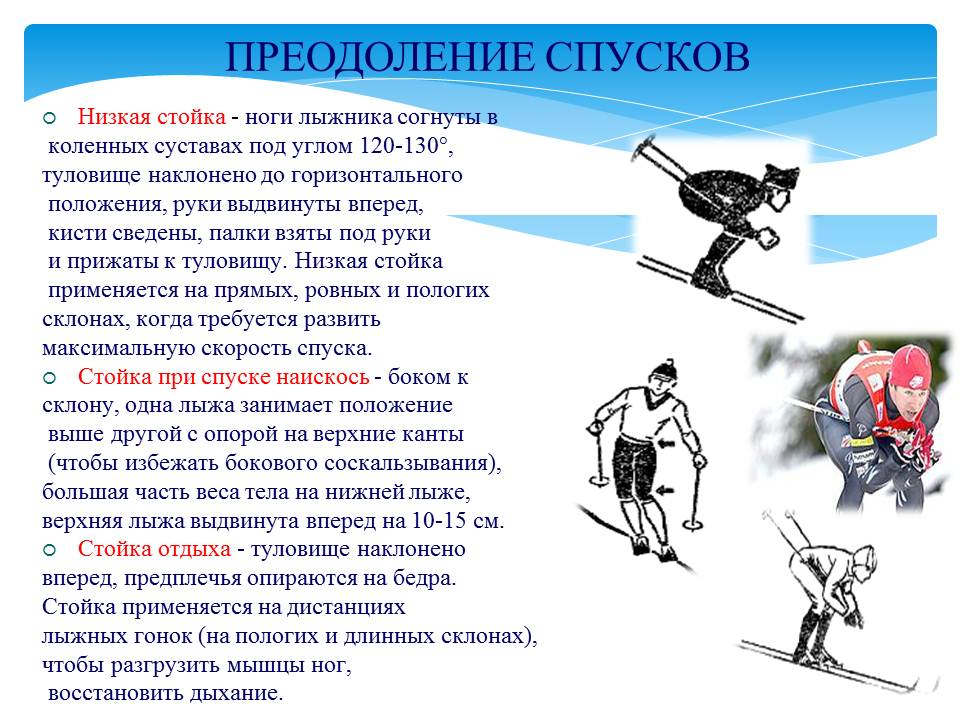 ПРЕОДОЛЕНИЕ СПУСКОВ
Низкая стойка - ноги лыжника согнуты в
коленных суставах под углом 120-130°,
туловище наклонено до горизонтального
положения, руки выдвинуты вперед,
кисти сведены, палки взяты под руки
и прижаты к туловищу. Низкая стойка
применяется на прямых, ровных и пологих
склонах, когда требуется развить
максимальную скорость спуска.
Стойка при спуске наискось - боком к
склону, одна лыжа занимает положение
выше другой с опорой на верхние канты
(чтобы избежать бокового соскальзывания),
большая часть веса тела на нижней лыже,
верхняя лыжа выдвинута вперед на 10-15 см.
Стойка отдыха - туловище наклонено
вперед, предплечья опираются на бедра.
Стойка применяется на дистанциях
лыжных гонок (на пологих и длинных склонах),
чтобы разгрузить мышцы ног,
восстановить дыхание.